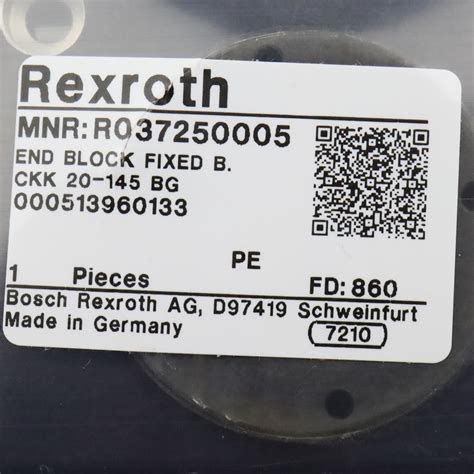 Rexroth
MNR: R037250005
END BLOCK FIXED B.
CKK 20-145 BG
000513960133
PE
1 Pieces FD: 860
Bosch Rexroth AG, D97419 Schweinfurt
Made in Germany 7210